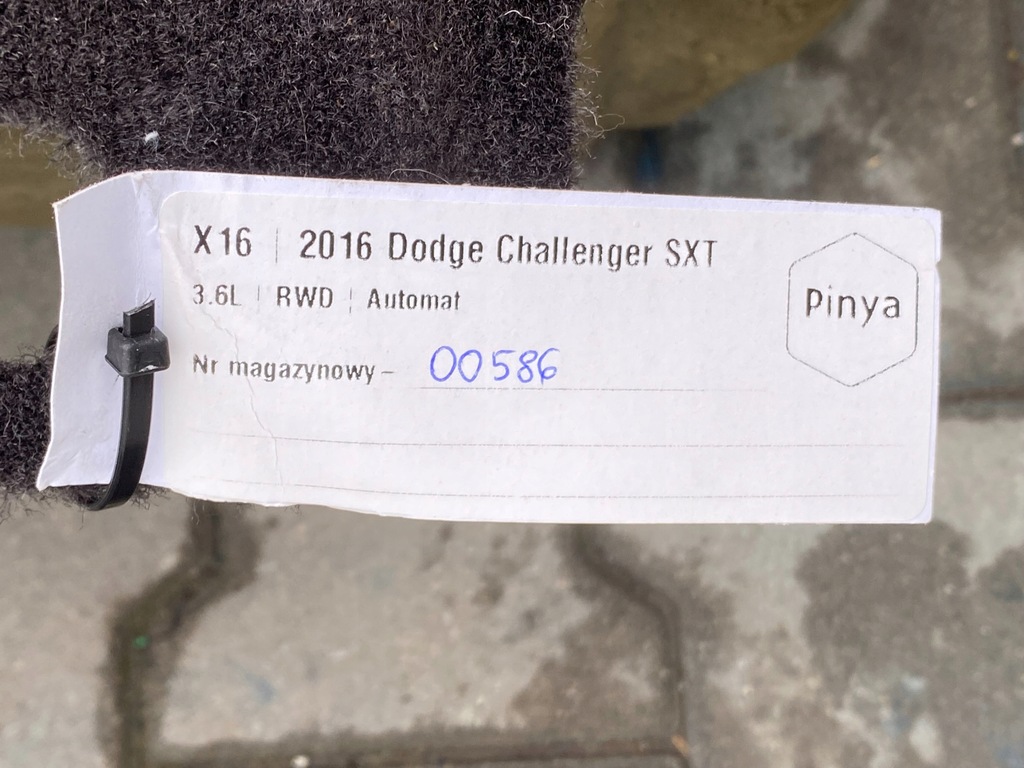 X16 | 2016 Dodge Challenger SXT
3.6L | RWD | Automat
Nr magazynowy – 00586
Pinya